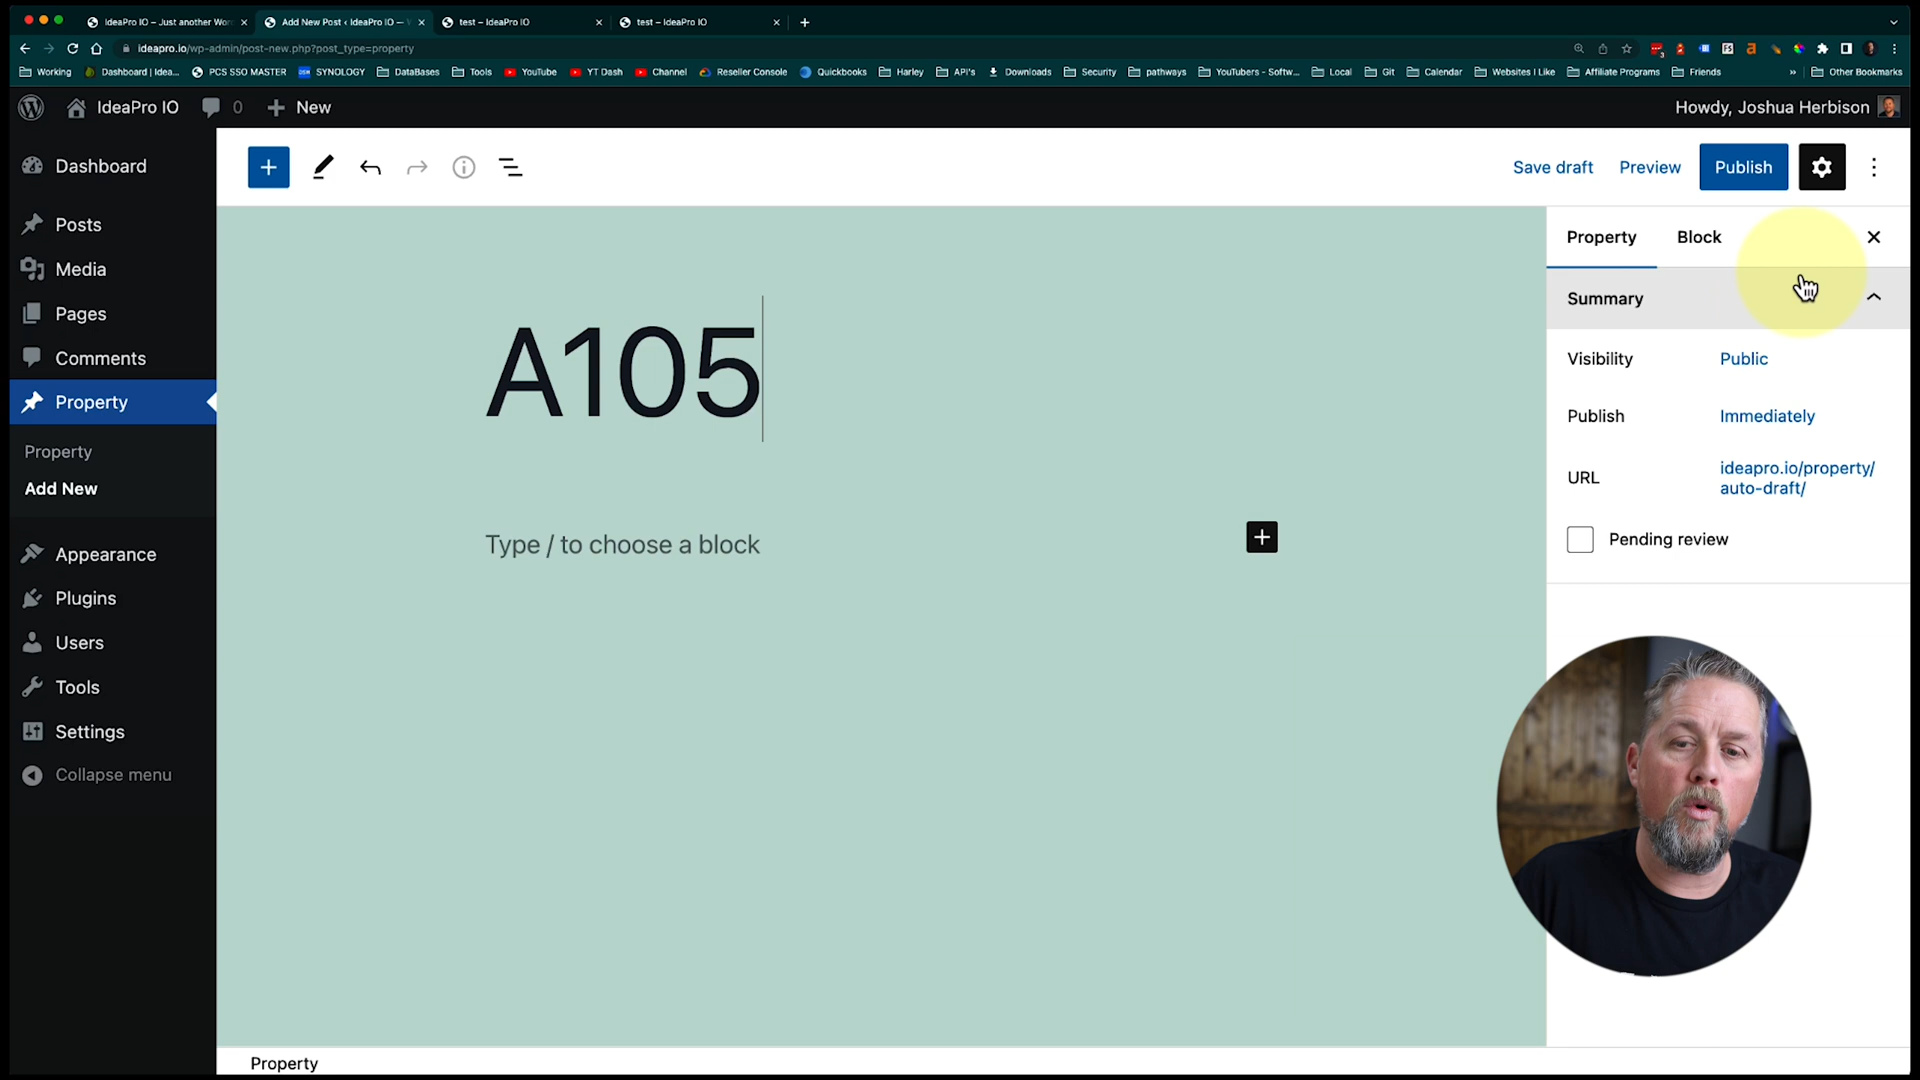 IdeaPro IO – Just another Wor
Add New Post ‹ IdeaPro IO — W
test – IdeaPro IO
test – IdeaPro IO
ideapro.io/wp-admin/post-new.php?post_type=property
Working
Dashboard | Idea...
PCS SSO MASTER
SYNOLOGY
DataBases
Tools
YouTube
YT Dash
Channel
Reseller Console
Quickbooks
Harley
API's
Downloads
Security
pathways
YouTubers - Softw...
Local
Git
Calendar
Websites I Like
Affiliate Programs
Friends
»
Other Bookmarks
IdeaPro IO
0
New
Howdy, Joshua Herbison
Dashboard
Posts
Media
Pages
Comments
Property
Property
Add New
Appearance
Plugins
Users
Tools
Settings
Collapse menu
Save draft
Preview
Publish
A105
Type / to choose a block
Property
Block
Summary
Visibility
Public
Publish
Immediately
URL
ideapro.io/property/
auto-draft/
Pending review
Property